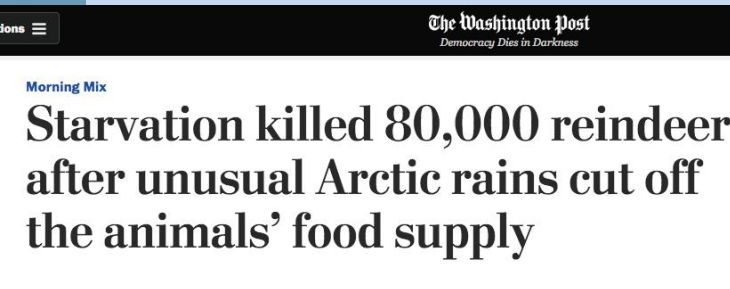 The Washington Post
Democracy Dies in Darkness
Morning Mix
Starvation killed 80,000 reindeer
after unusual Arctic rains cut off
the animals’ food supply